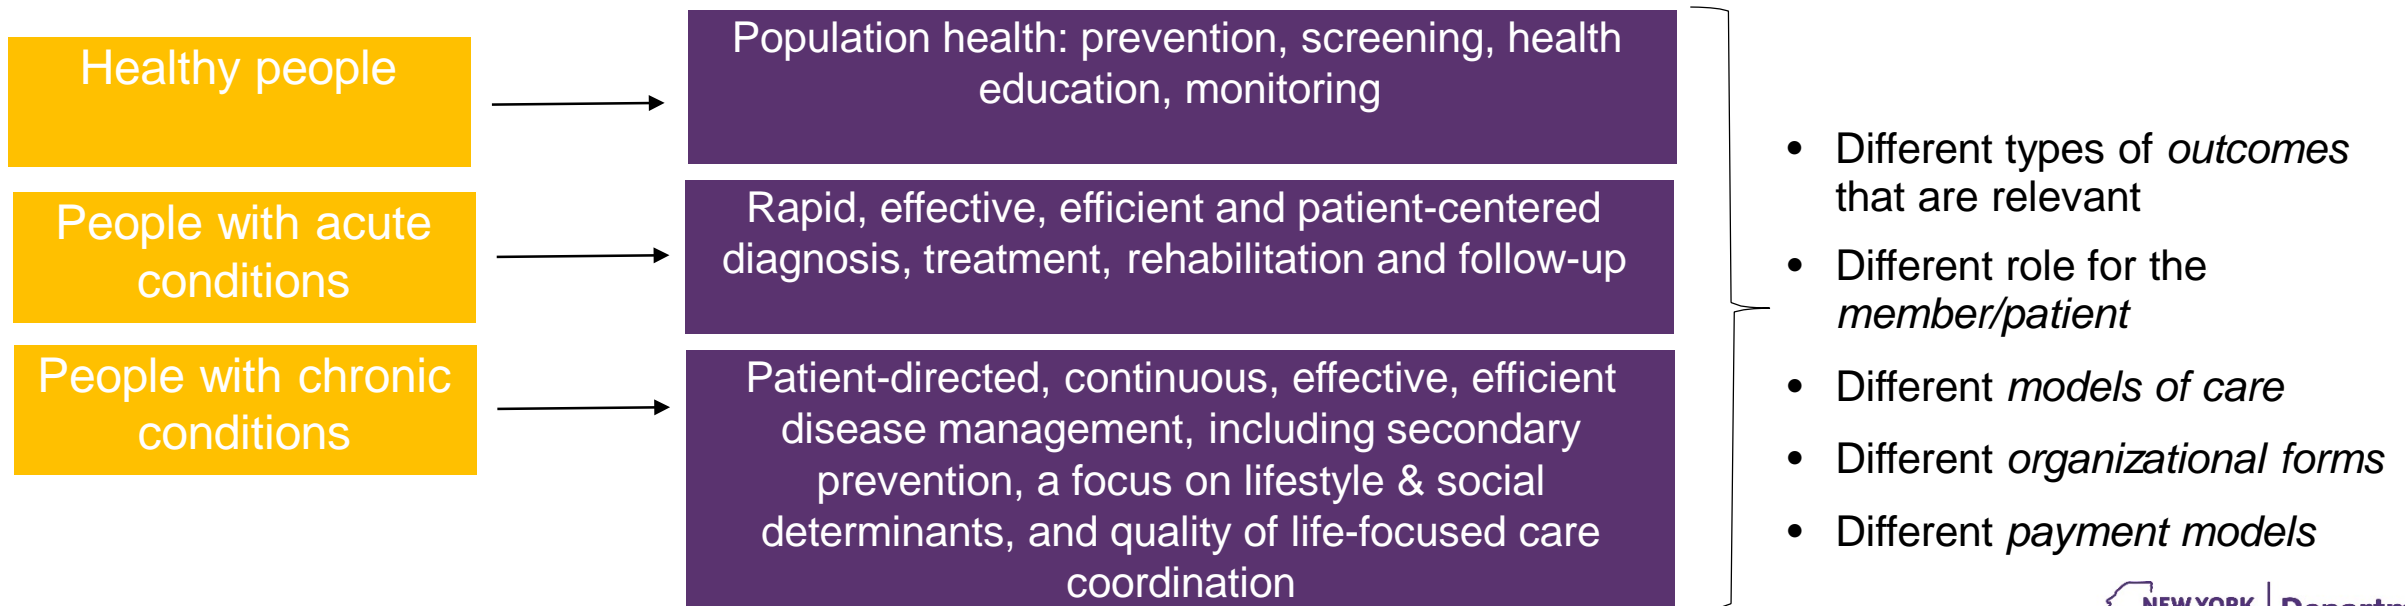 Healthy people
Population health: prevention, screening, health
education, monitoring
People with acute
conditions
Rapid, effective, efficient and patient-centered
diagnosis, treatment, rehabilitation and follow-up
People with chronic
conditions
Patient-directed, continuous, effective, efficient
disease management, including secondary
prevention, a focus on lifestyle & social
determinants, and quality of life-focused care
coordination
• Different types of outcomes
that are relevant
• Different role for the
member/patient
• Different models of care
• Different organizational forms
• Different payment models
NEW YORK